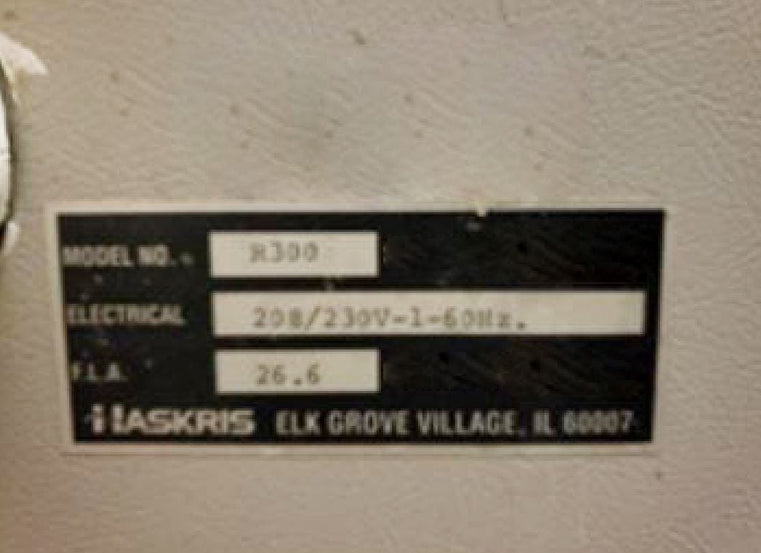 MODEL NO. R300
ELECTRICAL 208/230V-1-60Hz.
F.L.A. 26.6
HASKRIS ELK GROVE VILLAGE, IL 60007